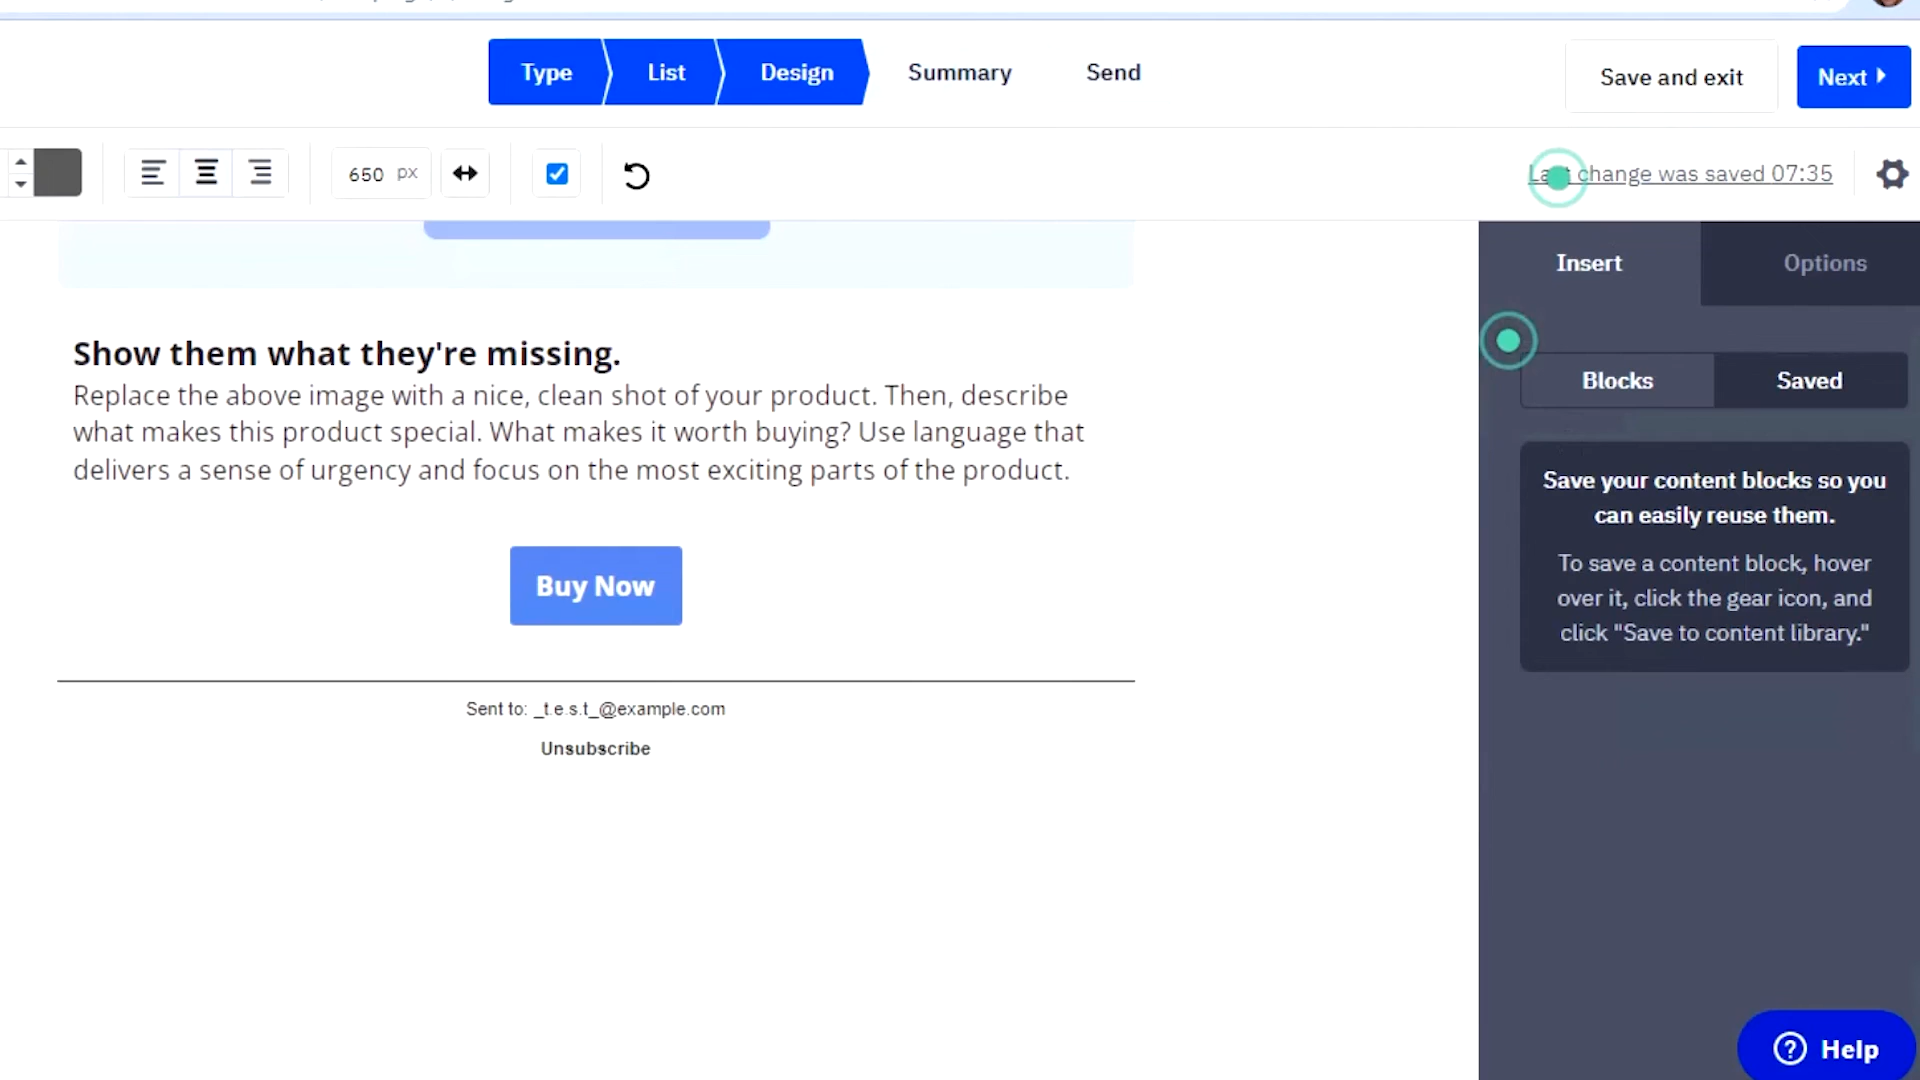 Type
List
Design
Summary
Send
Save and exit
Next
650 px
Last change was saved 07:35
Insert
Options
Show them what they're missing.
Replace the above image with a nice, clean shot of your product. Then, describe
what makes this product special. What makes it worth buying? Use language that
delivers a sense of urgency and focus on the most exciting parts of the product.
Blocks
Saved
Save your content blocks so you
can easily reuse them.
To save a content block, hover
over it, click the gear icon, and
click "Save to content library."
Buy Now
Sent to: _t.e.s.t_@example.com
Unsubscribe
Help